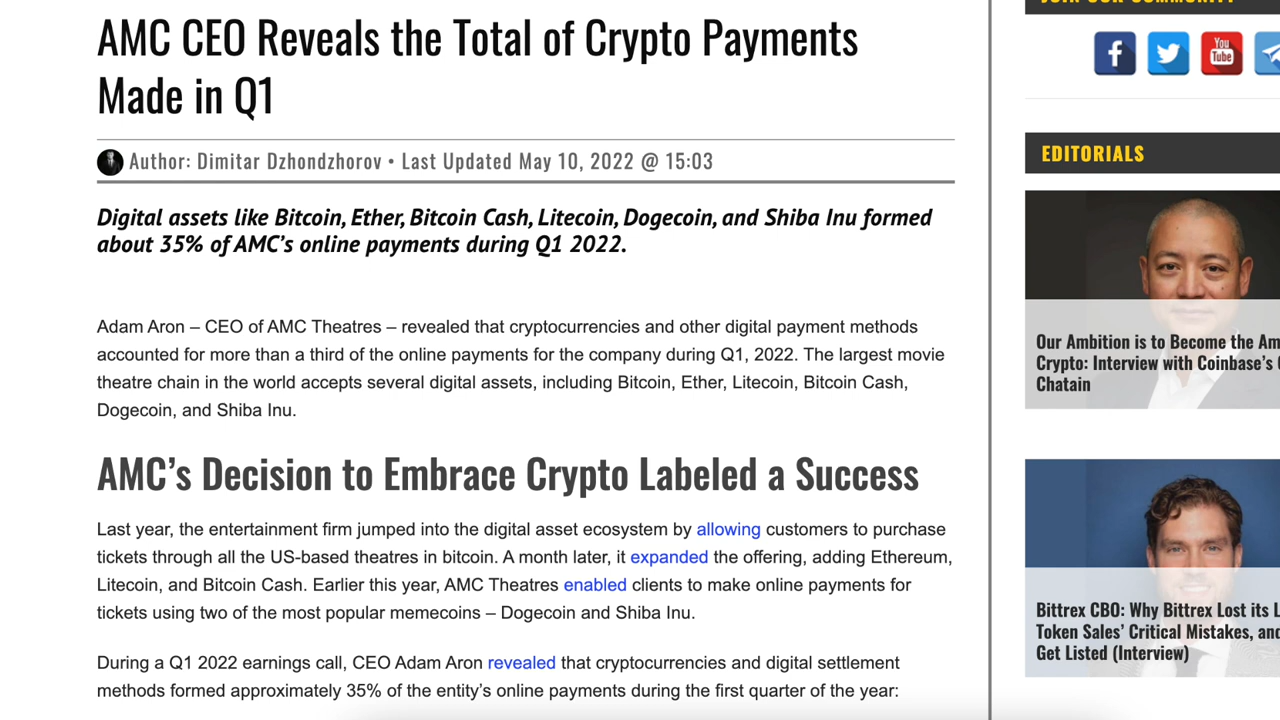 AMC CEO Reveals the Total of Crypto Payments
Made in Q1
Author: Dimitar Dzhondzhorov • Last Updated May 10, 2022 @ 15:03
Digital assets like Bitcoin, Ether, Bitcoin Cash, Litecoin, Dogecoin, and Shiba Inu formed
about 35% of AMC's online payments during Q1 2022.
Adam Aron – CEO of AMC Theatres – revealed that cryptocurrencies and other digital payment methods
accounted for more than a third of the online payments for the company during Q1, 2022. The largest movie
theatre chain in the world accepts several digital assets, including Bitcoin, Ether, Litecoin, Bitcoin Cash,
Dogecoin, and Shiba Inu.
AMC's Decision to Embrace Crypto Labeled a Success
Last year, the entertainment firm jumped into the digital asset ecosystem by allowing customers to purchase
tickets through all the US-based theatres in bitcoin. A month later, it expanded the offering, adding Ethereum,
Litecoin, and Bitcoin Cash. Earlier this year, AMC Theatres enabled clients to make online payments for
tickets using two of the most popular memecoins – Dogecoin and Shiba Inu.
During a Q1 2022 earnings call, CEO Adam Aron revealed that cryptocurrencies and digital settlement
methods formed approximately 35% of the entity's online payments during the first quarter of the year:
JOIN OUR COMMUNITY
You
Tube
EDITORIALS
Our Ambition is to Become the Am
Crypto: Interview with Coinbase's
Chatain
Bittrex CBO: Why Bittrex Lost its L
Token Sales' Critical Mistakes, and
Get Listed (Interview)